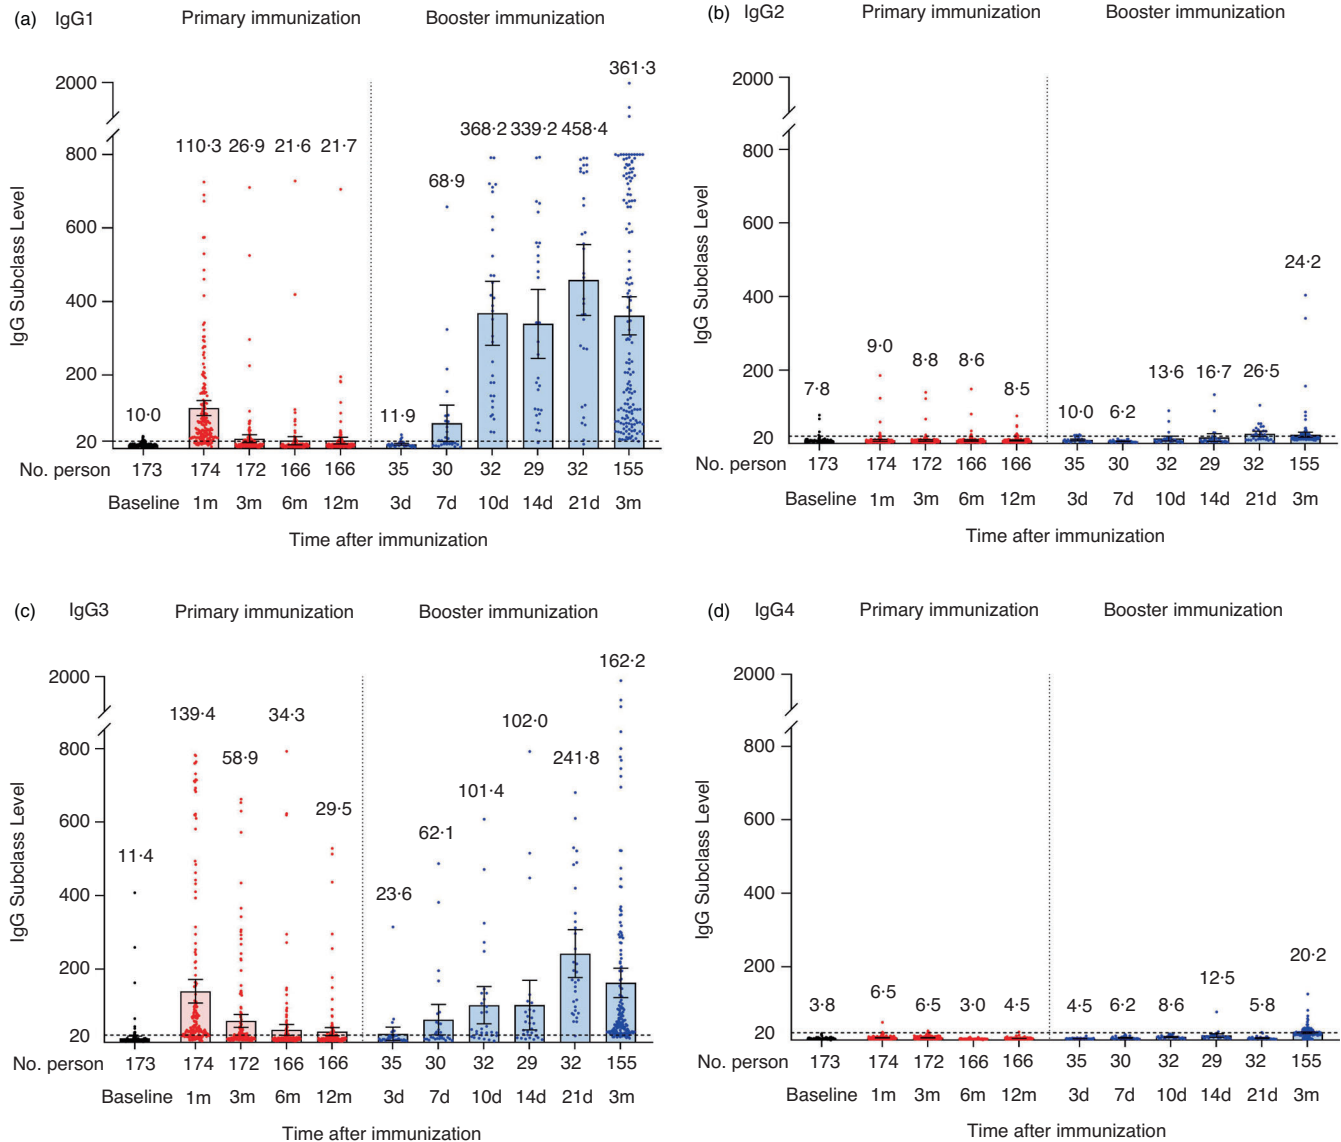 (a) IgG1 Primary immunization Booster immunization
361·3
2000
368·2 339·2 458·4
110·3 26·9 21·6 21·7
800
68·9
600
IgG Subclass Level
400
200
10·0 11·9
20
No. person 173 174 172 166 166 35 30 32 29 32 155
Baseline 1m 3m 6m 12m 3d 7d 10d 14d 21d 3m
Time after immunization
(b) IgG2 Primary immunization Booster immunization
2000
800
600
IgG Subclass Level
400
24·2
200
9·0 8·8 8·6 13·6 16·7 26·5
7·8 8·5 10·0 6·2
20
173 174 172 166 166 35 30 32 29 32 155
Baseline 1m 3m 6m 12m 3d 7d 10d 14d 21d 3m
Time after immunization
(c) IgG3 Primary immunization Booster immunization
162·2
2000
139·4 34·3 102·0
800
58·9 241·8
101·4
29·5
600
62·1
11·4
IgG Subclass Level
400
23·6
200
20
No. person 173 174 172 166 166 35 30 32 29 32 155
Baseline 1m 3m 6m 12m 3d 7d 10d 14d 21d 3m
Time after immunization
(d) IgG4 Primary immunization Booster immunization
2000
800
600
IgG Subclass Level
400
200
20·2
12·5
3·8 6·5 6·5 3·0 4·5 4·5 6·2 8·6 5·8
20
173 174 172 166 166 35 30 32 29 32 155
Baseline 1m 3m 6m 12m 3d 7d 10d 14d 21d 3m
Time after immunization